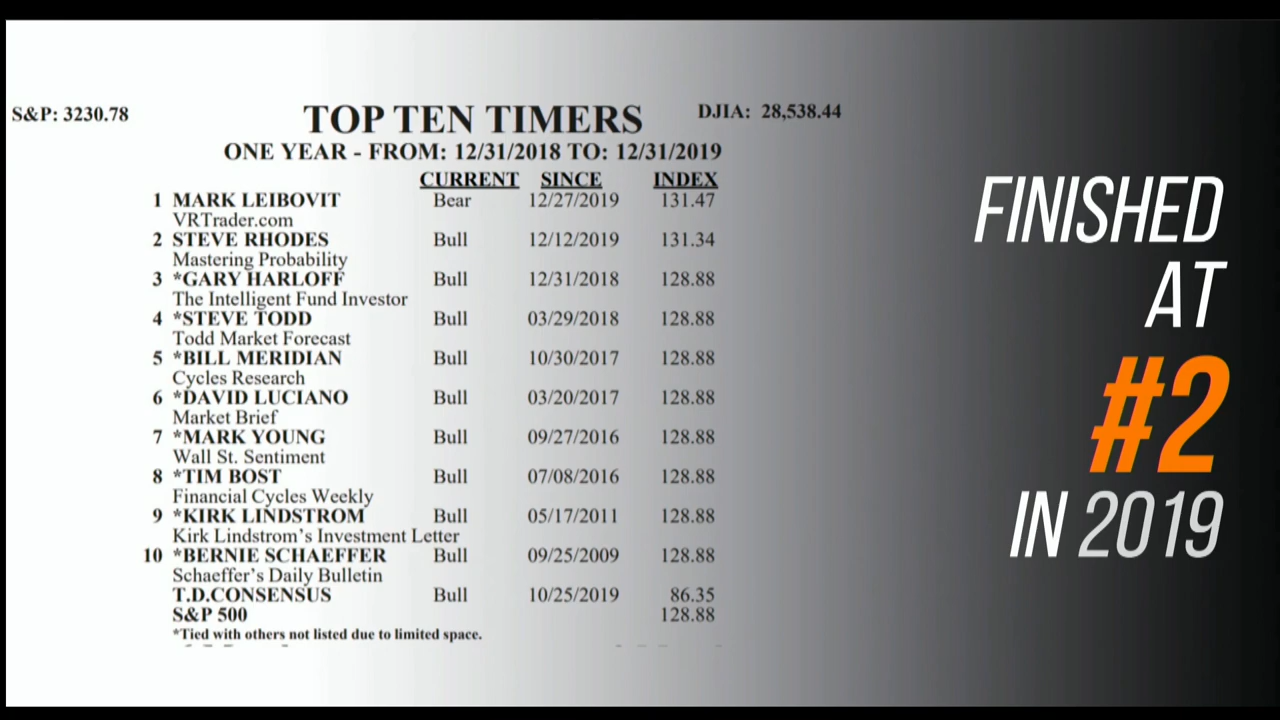 S&P: 3230.78
TOP TEN TIMERS
DJIA: 28,538.44
ONE YEAR - FROM: 12/31/2018 TO: 12/31/2019
CURRENT SINCE INDEX
1 MARK LEIBOVIT Bear 12/27/2019 131.47
VRTrader.com
2 STEVE RHODES Bull 12/12/2019 131.34
Mastering Probability
3 *GARY HARLOFF Bull 12/31/2018 128.88
The Intelligent Fund Investor
4 *STEVE TODD Bull 03/29/2018 128.88
Todd Market Forecast
5 *BILL MERIDIAN Bull 10/30/2017 128.88
Cycles Research
6 *DAVID LUCIANO Bull 03/20/2017 128.88
Market Brief
7 *MARK YOUNG Bull 09/27/2016 128.88
Wall St. Sentiment
8 *TIM BOST Bull 07/08/2016 128.88
Financial Cycles Weekly
9 *KIRK LINDSTROM Bull 05/17/2011 128.88
Kirk Lindstrom's Investment Letter
10 *BERNIE SCHAEFFER Bull 09/25/2009 128.88
Schaeffer's Daily Bulletin
T.D.CONSENSUS Bull 10/25/2019 86.35
S&P 500 128.88
*Tied with others not listed due to limited space.
FINISHED
AT
#2
IN 2019